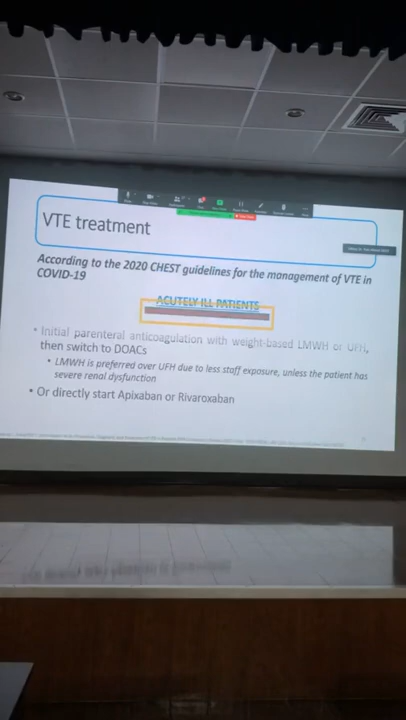 VTE treatment
According to the 2020 CHEST guidelines for the management of VTE in
COVID-19
ACUTELY ILL PATIENTS
• Initial parenteral anticoagulation with weight-based LMWH or UFH,
then switch to DOACs
• LMWH is preferred over UFH due to less staff exposure, unless the patient has
severe renal dysfunction
• Or directly start Apixaban or Rivaroxaban